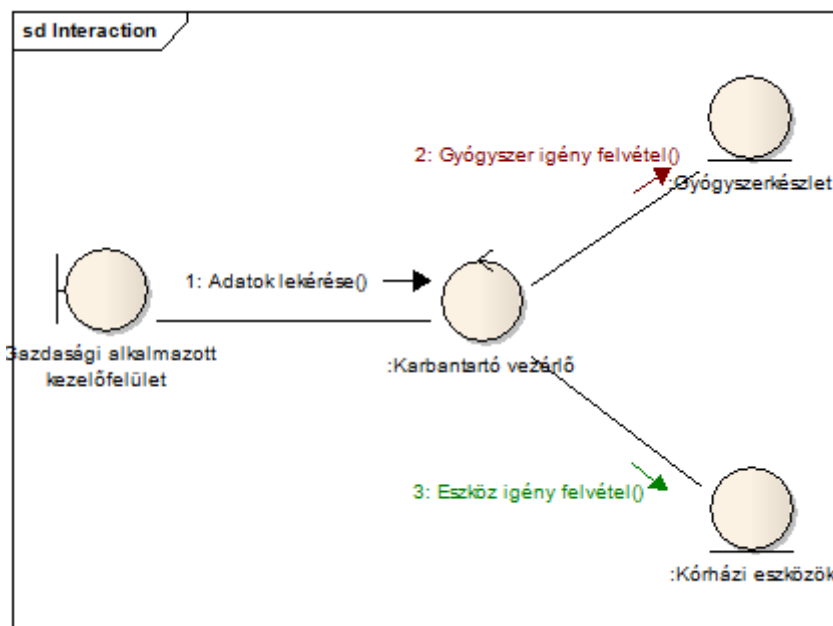 sd Interaction
2: Gyógyszer igény felvétel()
:Gyógyszerkészlet
1: Adatok lekérése()
Gazdasági alkalmazott
kezelőfelület
:Karbantartó vezérlő
3: Eszköz igény felvétel()
:Kórházi eszközök